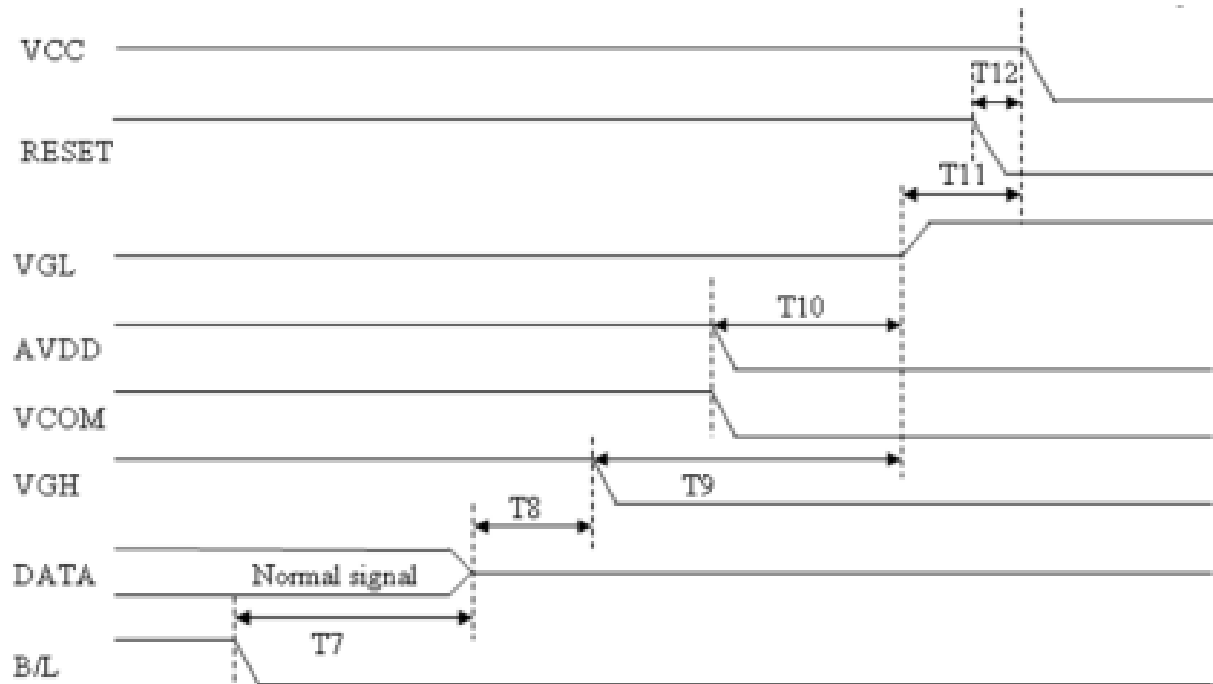 VCC
T12
RESET
T11
VGL
T10
AVDD
VCOM
VGH
T9
T8
DATA
Normal signal
T7
B/L